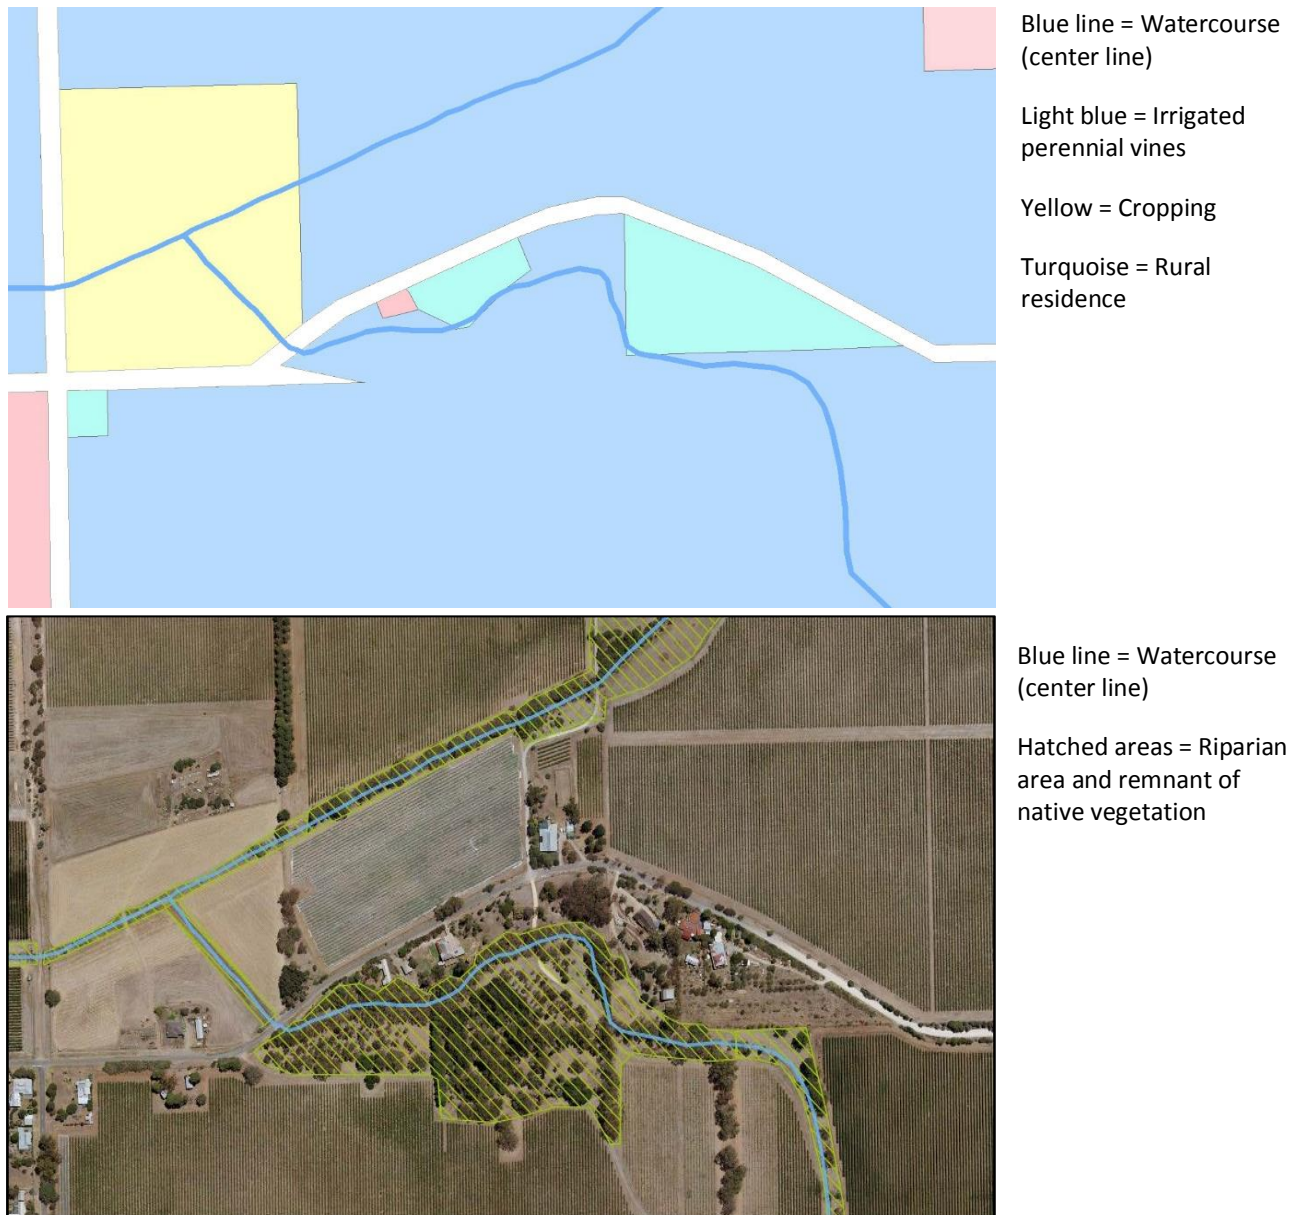 Blue line = Watercourse
(center line)
Light blue = Irrigated
perennial vines
Yellow = Cropping
Turquoise = Rural
residence
Blue line = Watercourse
(center line)
Hatched areas = Riparian
area and remnant of
native vegetation